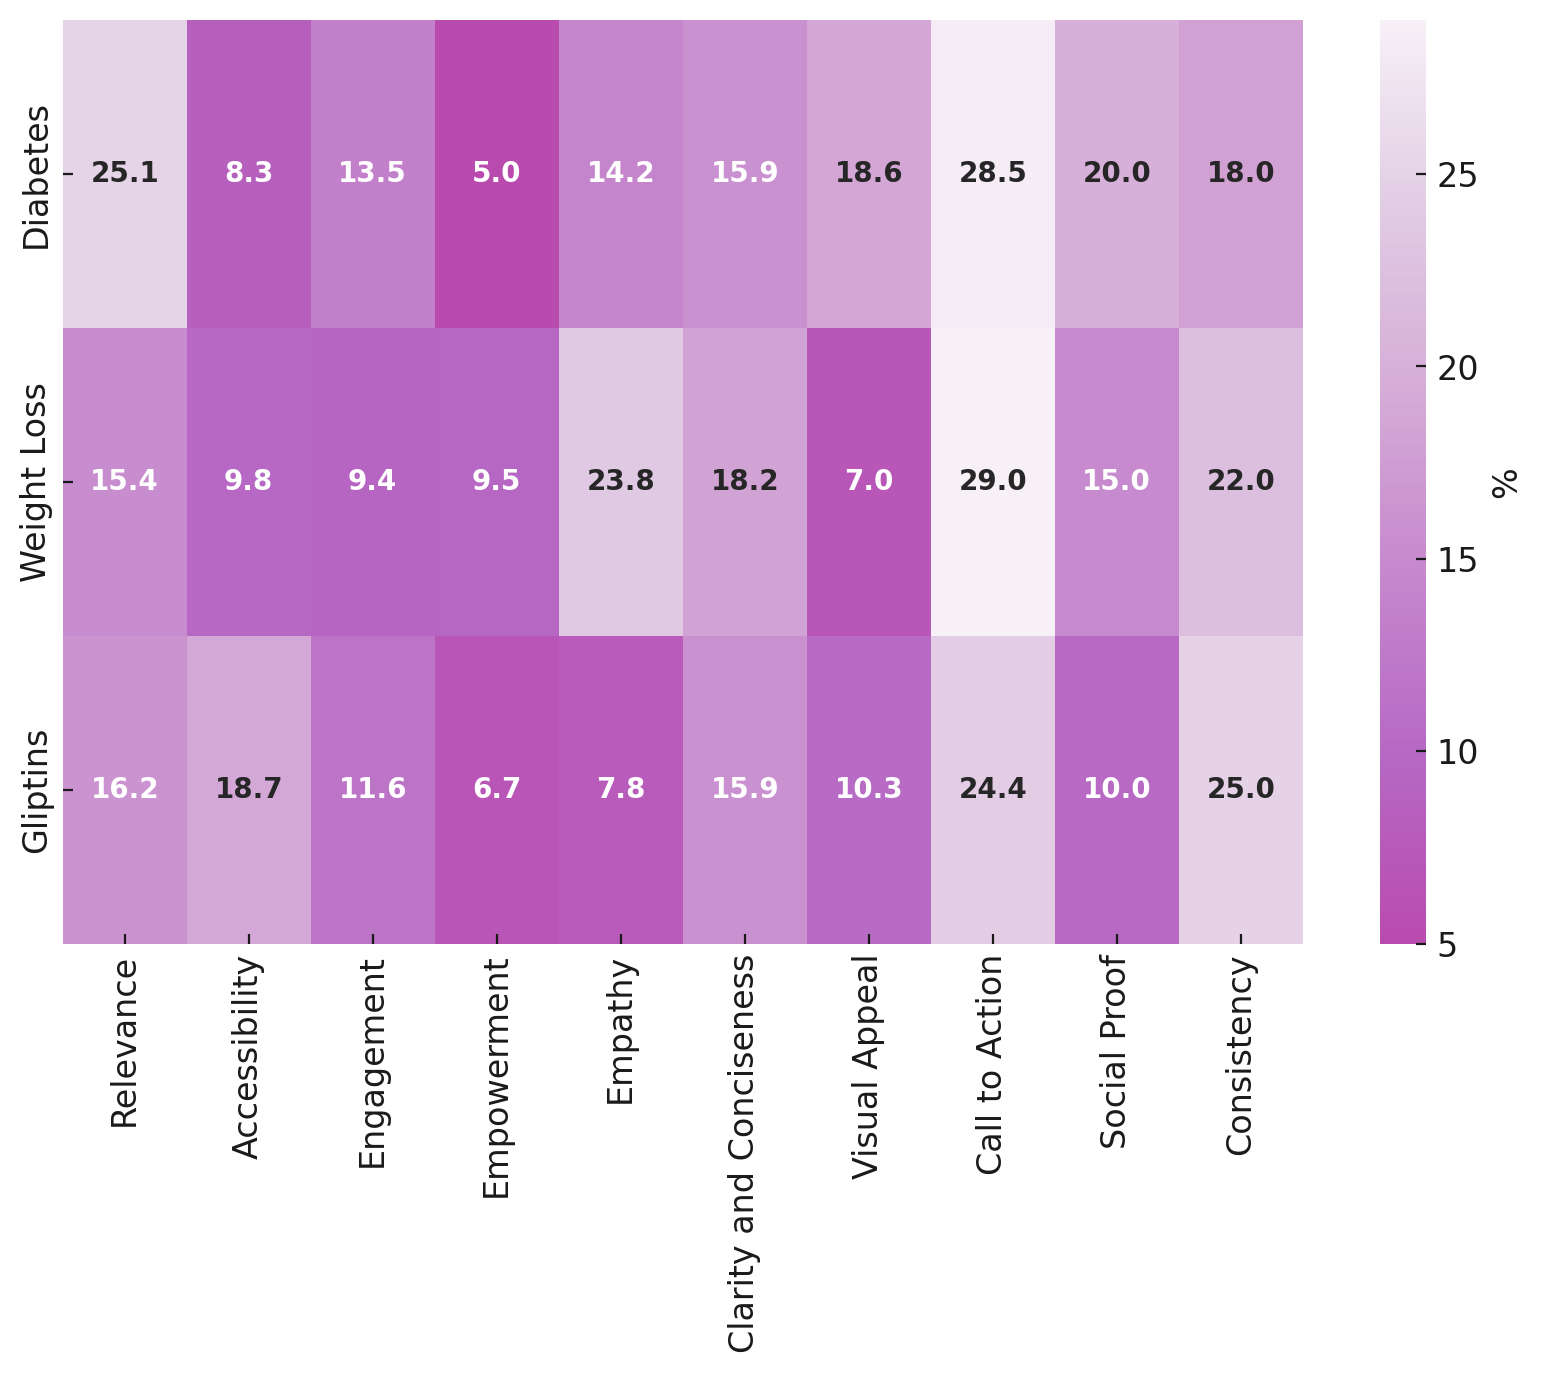 Diabetes
25.1 8.3 13.5 5.0 14.2 15.9 18.6 28.5 20.0 18.0
Weight Loss
15.4 9.8 9.4 9.5 23.8 18.2 7.0 29.0 15.0 22.0
Gliptins
16.2 18.7 11.6 6.7 7.8 15.9 10.3 24.4 10.0 25.0
Relevance
Accessibility
Engagement
Empowerment
Empathy
Clarity and Conciseness
Visual Appeal
Call to Action
Social Proof
Consistency
25
20
15
10
5
%